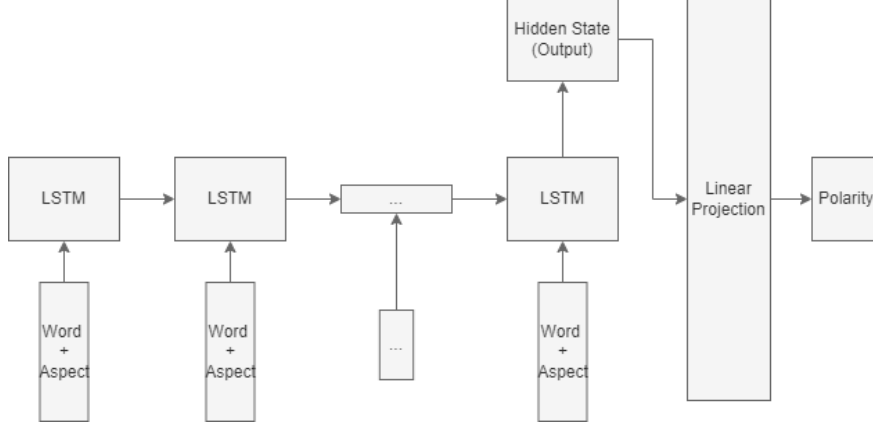 Hidden State
(Output)
LSTM
LSTM
...
LSTM
Linear
Projection
Polarity
Word
+
Aspect
Word
+
Aspect
...
Word
+
Aspect